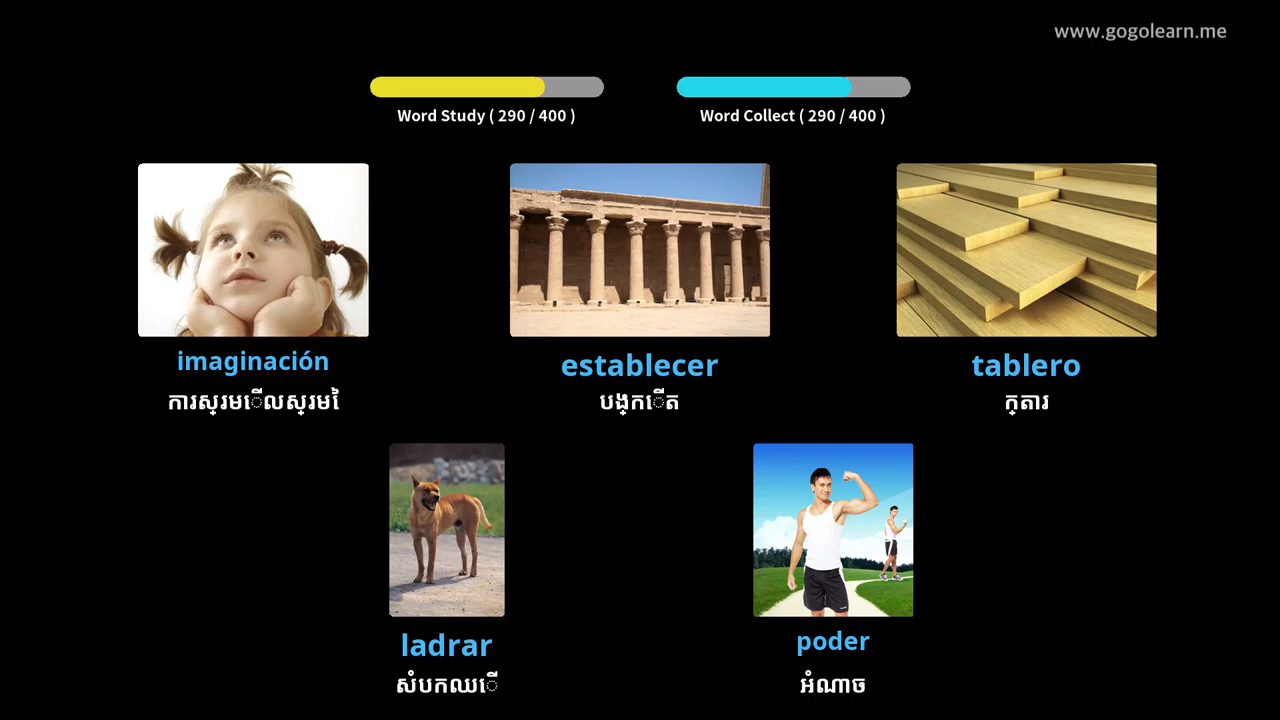 www.gogolearn.me
Word Study ( 290 / 400 )
Word Collect ( 290 / 400 )
imaginación
establecer
tablero
ការស្រមើលស្រមៃ
បង្កើត
ក្តារ
ladrar
poder
សំបកឈើ
អំណាច